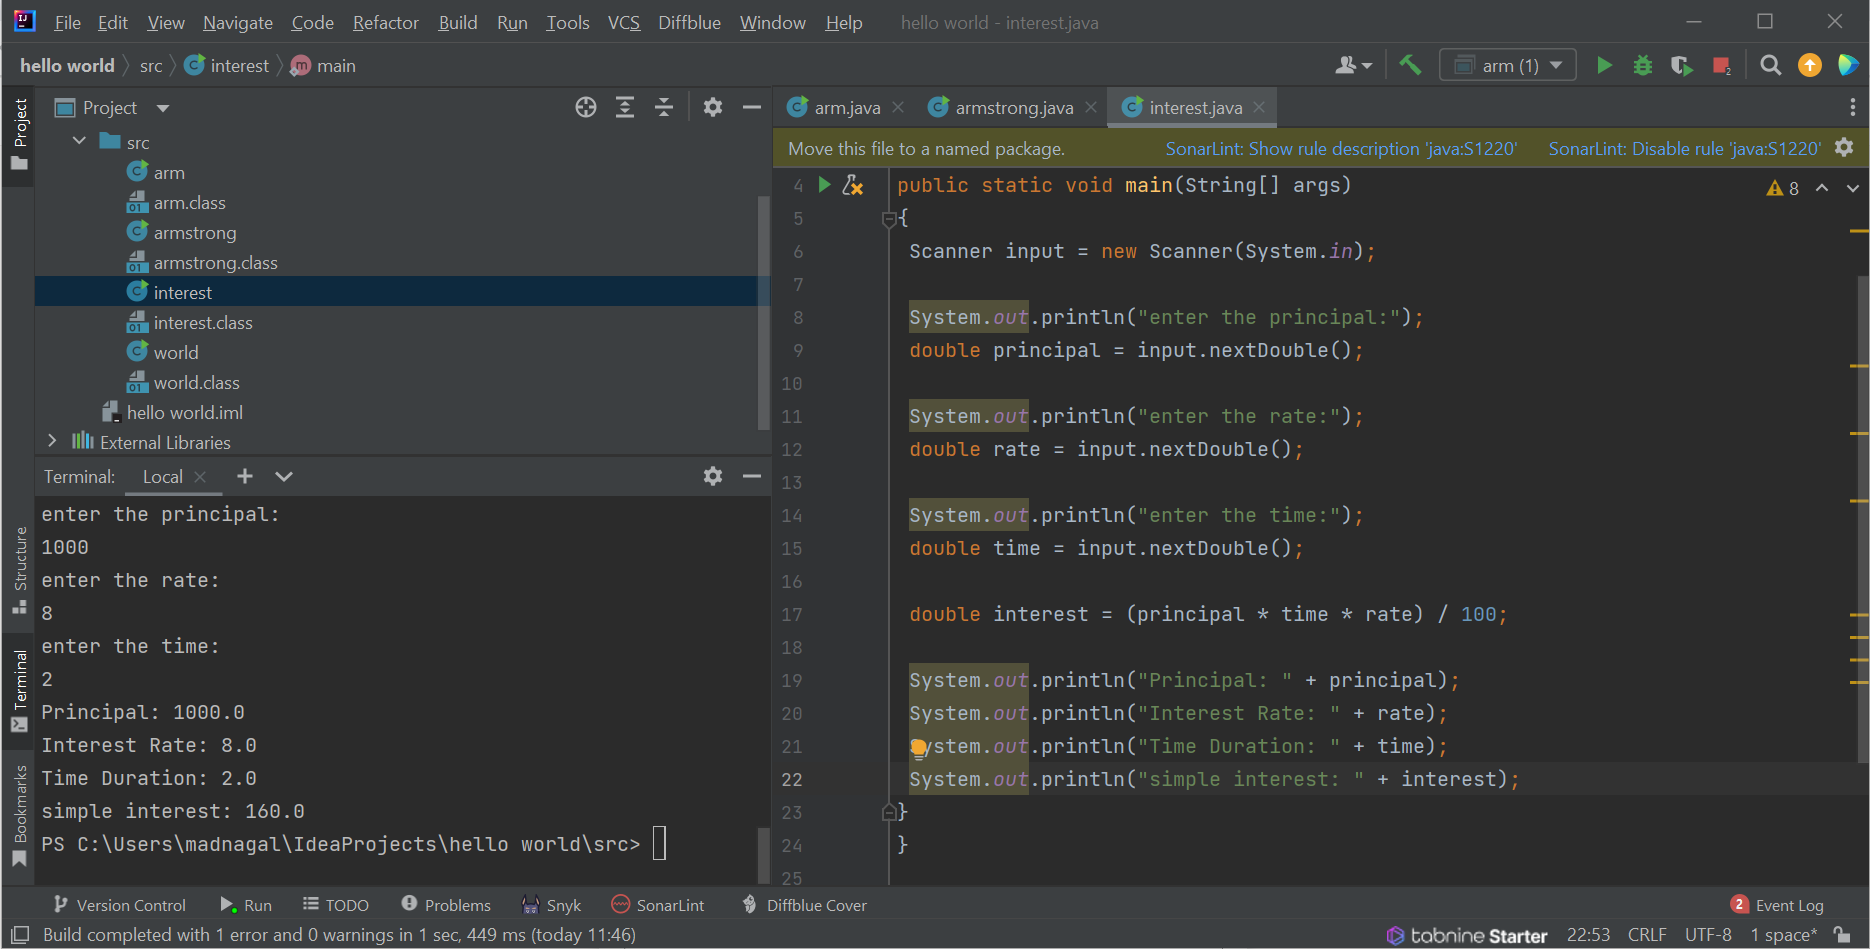 File Edit View Navigate Code Refactor Build Run Tools VCS Diffblue Window Help hello world - interest.java
hello world src interest m main arm (1) 2
Project
Project
src
arm
arm.class
armstrong
armstrong.class
interest
interest.class
world
world.class
hello world.iml
External Libraries
Terminal: Local
enter the principal:
1000
enter the rate:
8
enter the time:
2
Principal: 1000.0
Interest Rate: 8.0
Time Duration: 2.0
simple interest: 160.0
PS C:\Users\madnagal\IdeaProjects\hello world\src>
Structure
Terminal
Bookmarks
arm.java armstrong.java interest.java
Move this file to a named package. SonarLint: Show rule description 'java:S1220' SonarLint: Disable rule 'java:S1220'
8
4 public static void main(String[] args)
5 {
6 Scanner input = new Scanner(System.in);
7
8 System.out.println("enter the principal:");
9 double principal = input.nextDouble();
10
11 System.out.println("enter the rate:");
12 double rate = input.nextDouble();
13
14 System.out.println("enter the time:");
15 double time = input.nextDouble();
16
17 double interest = (principal * time * rate) / 100;
18
19 System.out.println("Principal: " + principal);
20 System.out.println("Interest Rate: " + rate);
21 System.out.println("Time Duration: " + time);
22 System.out.println("simple interest: " + interest);
23 }
24 }
25
Version Control Run TODO Problems Snyk SonarLint Diffblue Cover 2 Event Log
Build completed with 1 error and 0 warnings in 1 sec, 449 ms (today 11:46) tabnine Starter 22:53 CRLF UTF-8 1 space*